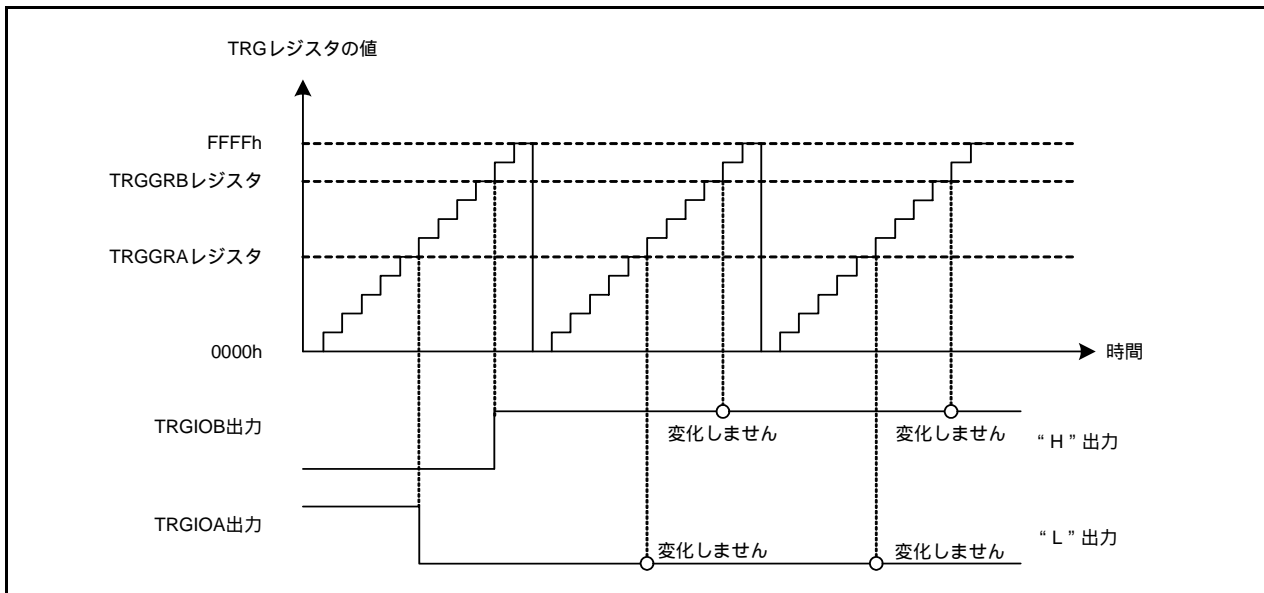 TRGレジスタの値
FFFFh
TRGGRBレジスタ
TRGGRAレジスタ
0000h
時間
TRGIOB出力
変化しません
変化しません
“ H ” 出力
TRGIOA出力
変化しません
変化しません
“ L ” 出力